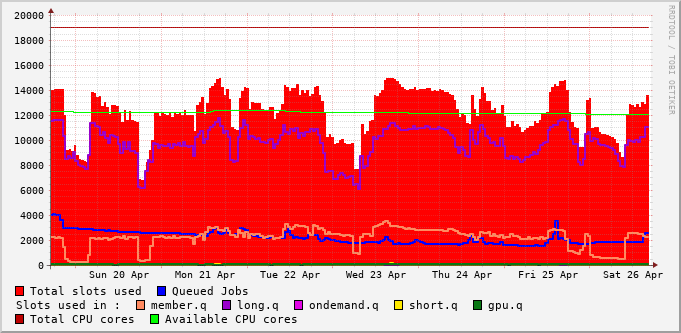 RRDTOOL / TOBI OETIKER
20000
18000
16000
14000
12000
10000
8000
6000
4000
2000
0
Sun 20 Apr Mon 21 Apr Tue 22 Apr Wed 23 Apr Thu 24 Apr Fri 25 Apr Sat 26 Apr
Total slots used Queued Jobs
Slots used in : member.q long.q ondemand.q short.q gpu.q
Total CPU cores Available CPU cores